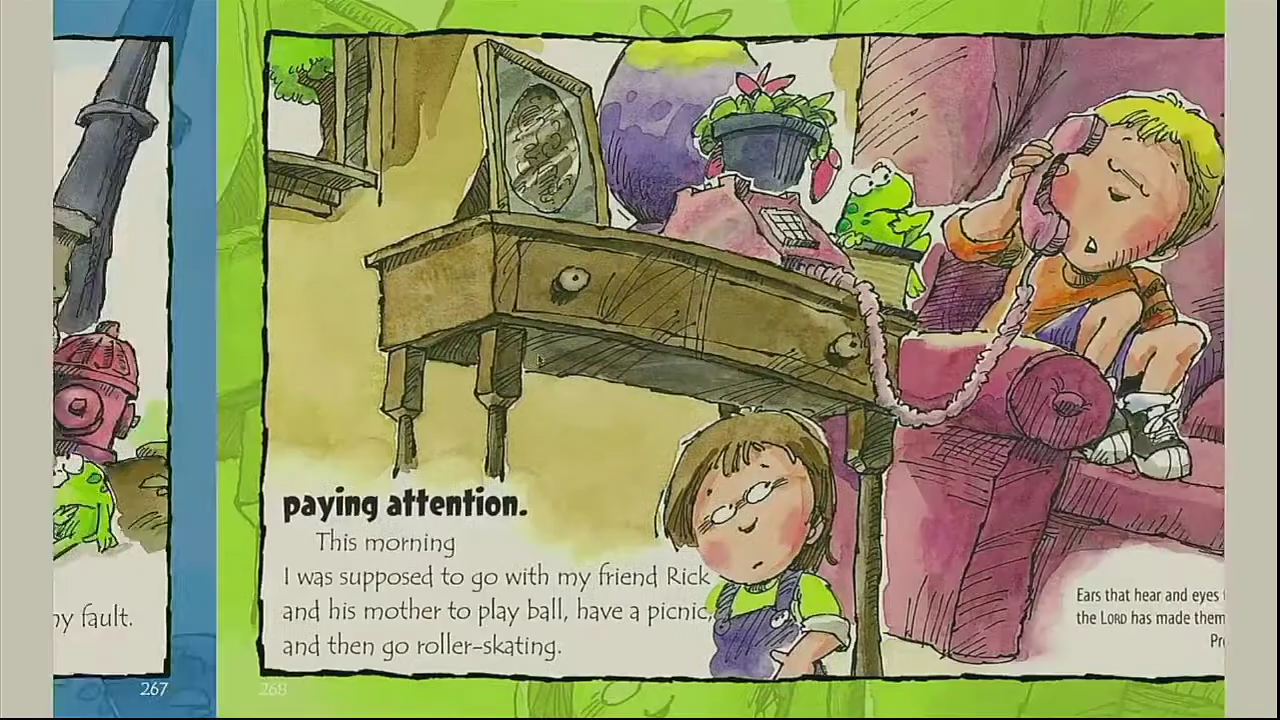 my fault.
267
paying attention.
This morning
I was supposed to go with my friend Rick
and his mother to play ball, have a picnic,
and then go roller-skating.
268
Ears that hear and eyes
the LORD has made them